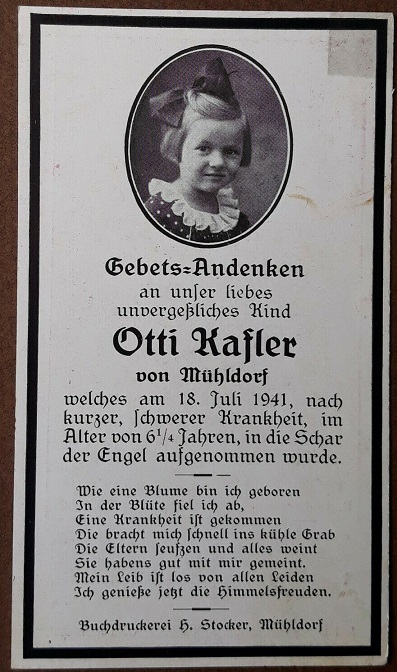 Gebets-Andenken
an unser liebes
unvergeßliches Kind
Otti Kasler
von Mühldorf
welches am 18. Juli 1941, nach
kurzer, schwerer Krankheit, im
Alter von 6¹/₄ Jahren, in die Schar
der Engel aufgenommen wurde.
Wie eine Blume bin ich geboren
In der Blüte fiel ich ab,
Eine Krankheit ist gekommen
Die bracht mich schnell ins kühle Grab
Die Eltern seufzen und alles weint
Sie habens gut mit mir gemeint.
Mein Leib ist los von allen Leiden
Ich genieße jetzt die Himmelsfreuden.
Buchdruckerei H. Stocker, Mühldorf